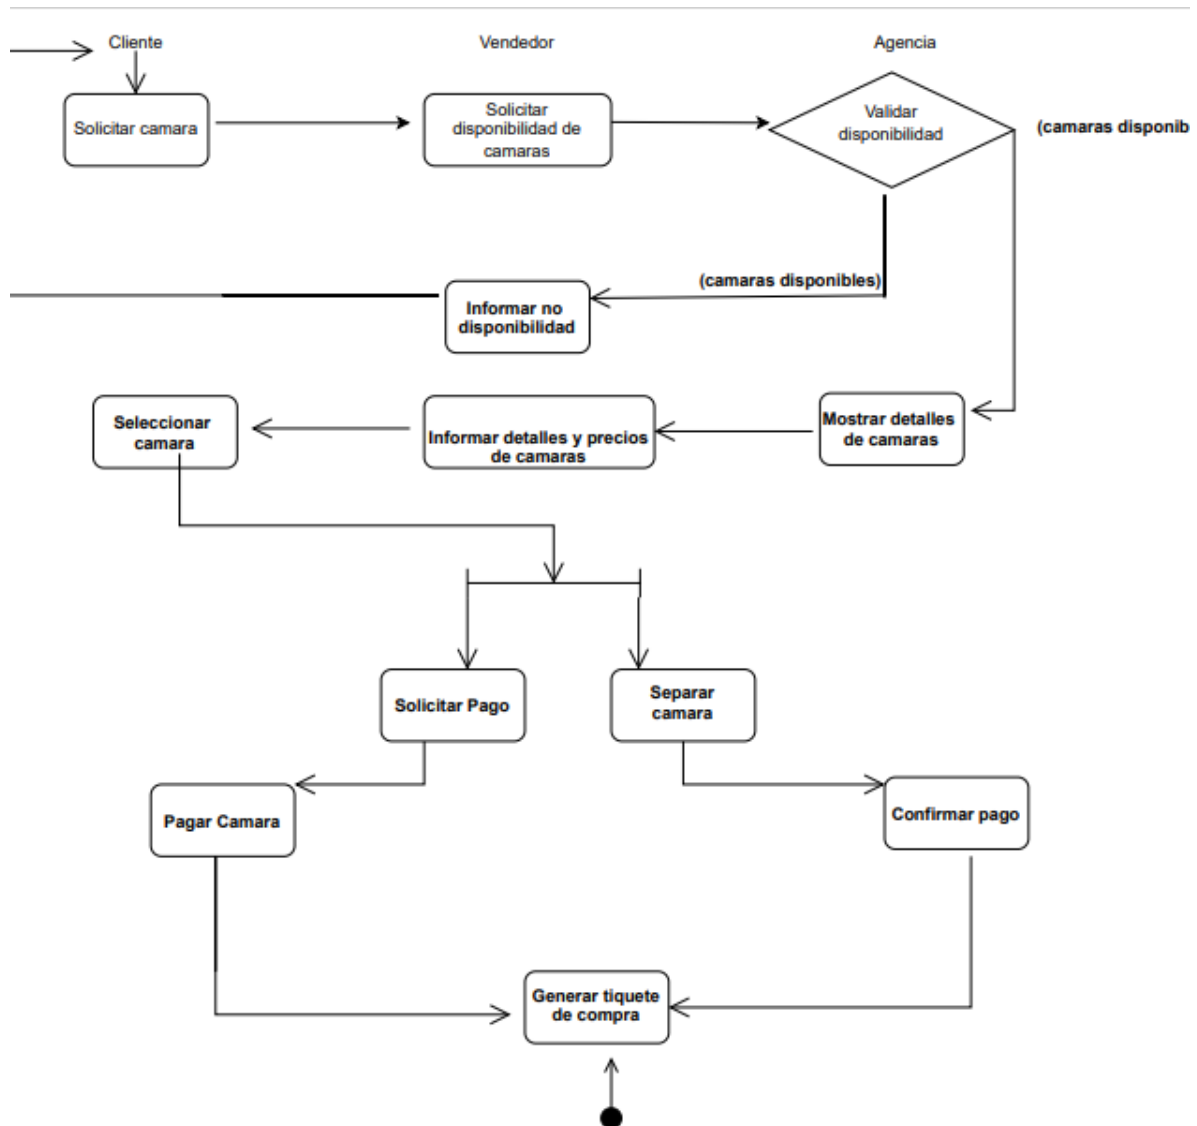 Cliente
Vendedor
Agencia
Solicitar camara
Solicitar
disponibilidad de
camaras
Validar
disponibilidad
(camaras disponib
(camaras disponibles)
Informar no
disponibilidad
Seleccionar
camara
Informar detalles y precios
de camaras
Mostrar detalles
de camaras
Solicitar Pago
Separar
camara
Pagar Camara
Confirmar pago
Generar tiquete
de compra